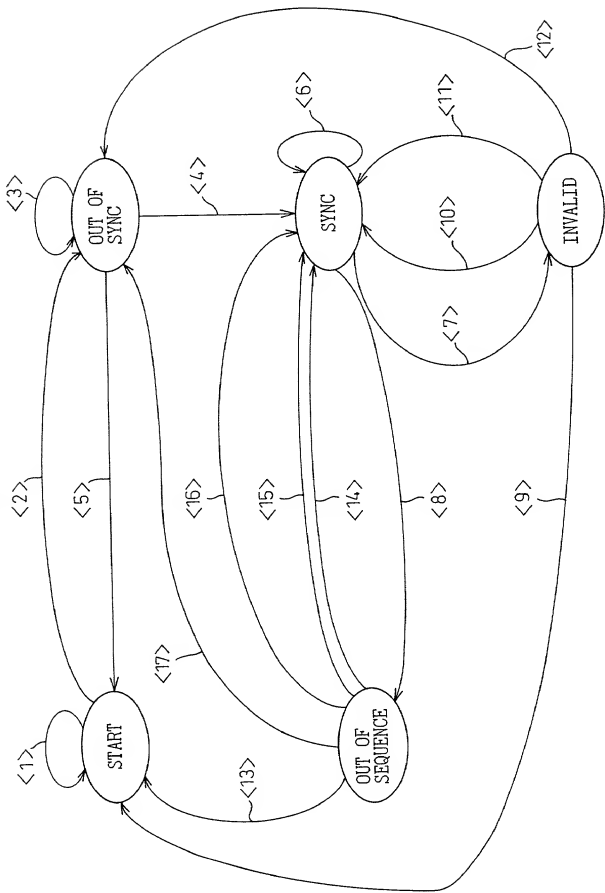 <12>
<3>
<6>
<11>
<4>
OUT OF
SYNC
SYNC
INVALID
<10>
<7>
<2>
<5>
<16>
<15>
<14>
<8>
<9>
<17>
<1>
START
OUT OF
SEQUENCE
<13>